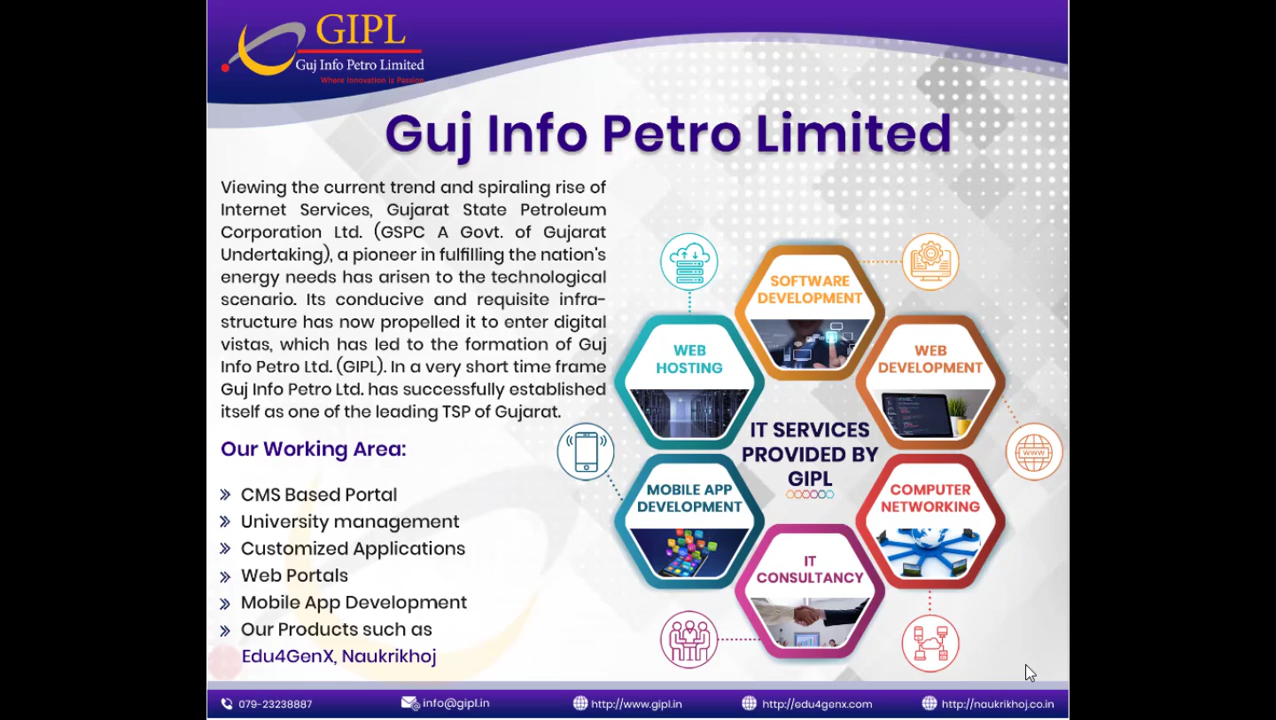 GIPL
Guj Info Petro Limited
Where Innovation is Passion
Guj Info Petro Limited
Viewing the current trend and spiraling rise of
Internet Services, Gujarat State Petroleum
Corporation Ltd. (GSPC A Govt. of Gujarat
Undertaking), a pioneer in fulfilling the nation's
energy needs has arisen to the technological
scenario. Its conducive and requisite infra-
structure has now propelled it to enter digital
vistas, which has led to the formation of Guj
Info Petro Ltd. (GIPL). In a very short time frame
Guj Info Petro Ltd. has successfully established
itself as one of the leading TSP of Gujarat.
Our Working Area:
CMS Based Portal
University management
Customized Applications
Web Portals
Mobile App Development
Our Products such as
Edu4GenX, Naukrikhoj
SOFTWARE
DEVELOPMENT
WEB
HOSTING
WEB
DEVELOPMENT
WWW
IT SERVICES
PROVIDED BY
GIPL
MOBILE APP
DEVELOPMENT
COMPUTER
NETWORKING
IT
CONSULTANCY
079-23238887
info@gipl.in
http://www.gipl.in
http://edu4genx.com
http://naukrikhoj.co.in